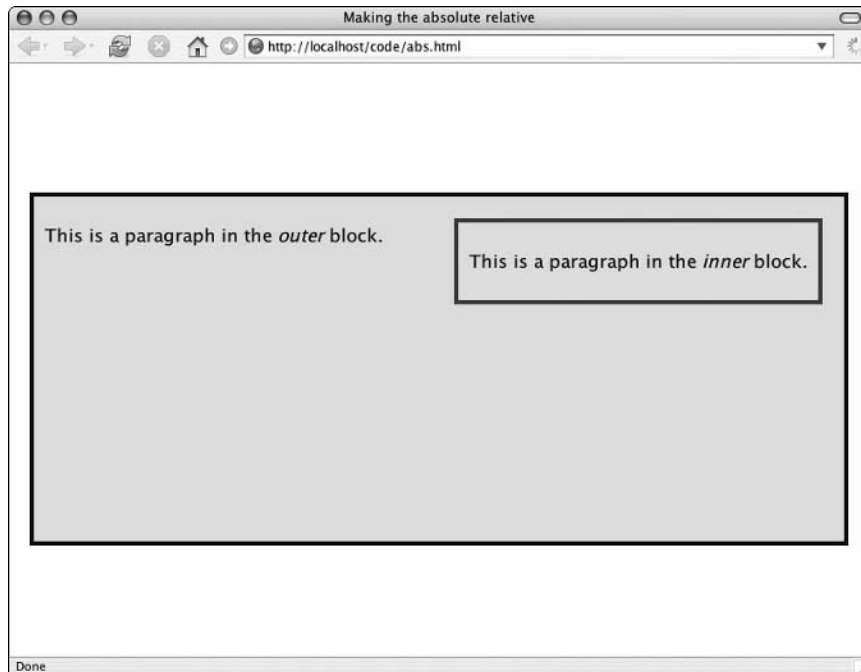 Making the absolute relative
http://localhost/code/abs.html
This is a paragraph in the outer block.
This is a paragraph in the inner block.
Done